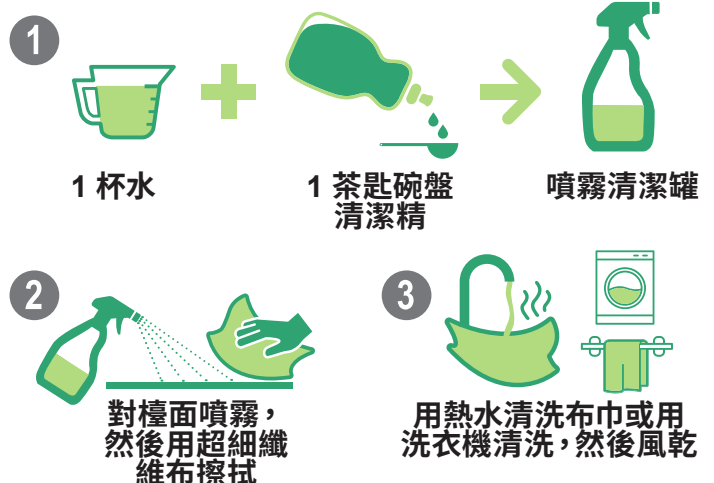 1
1 杯水
1 茶匙碗盤
清潔精
噴霧清潔罐
2
對檯面噴霧,
然後用超細纖
維布擦拭
3
用熱水清洗布巾或用
洗衣機清洗,然後風乾